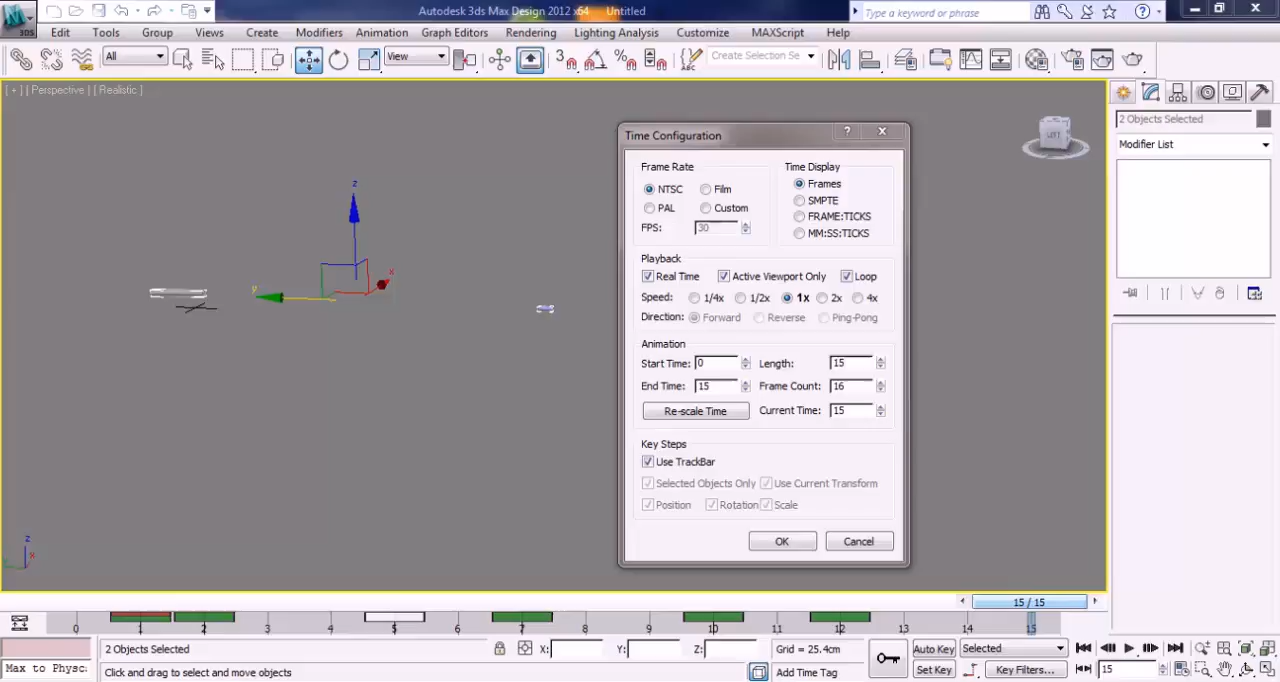 Autodesk 3ds Max Design 2012 x64 Untitled
Type a keyword or phrase
3DS
Edit Tools Group Views Create Modifiers Animation Graph Editors Rendering Lighting Analysis Customize MAXScript Help
All View 3 Create Selection Se
[ + ] [ Perspective ] [ Realistic ]
LEFT
2 Objects Selected
Modifier List
Time Configuration
Frame Rate
NTSC Film
PAL Custom
FPS: 30
Time Display
Frames
SMPTE
FRAME:TICKS
MM:SS:TICKS
Playback
Real Time Active Viewport Only Loop
Speed: 1/4x 1/2x 1x 2x 4x
Direction: Forward Reverse Ping-Pong
Animation
Start Time: 0 Length: 15
End Time: 15 Frame Count: 16
Re-scale Time Current Time: 15
Key Steps
Use TrackBar
Selected Objects Only Use Current Transform
Position Rotation Scale
OK Cancel
z
x
y
z
x
15 / 15
0 1 2 3 4 5 6 7 8 9 10 11 12 13 14 15
2 Objects Selected X: Y: Z: Grid = 25.4cm Auto Key Selected
Max to Physc. Click and drag to select and move objects Add Time Tag Set Key Key Filters... 15